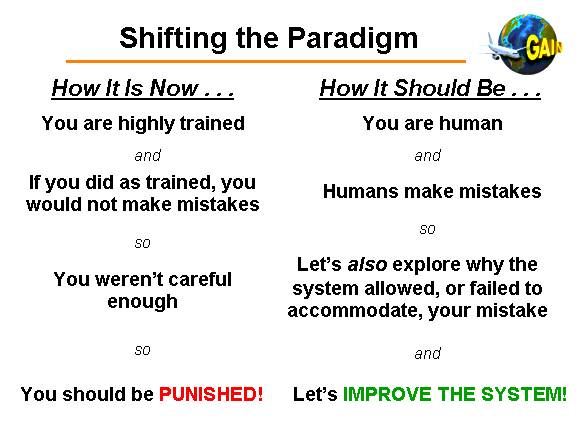 Shifting the Paradigm
GAIN
How It Is Now . . .
You are highly trained
and
If you did as trained, you
would not make mistakes
so
You weren't careful
enough
so
You should be PUNISHED!
How It Should Be . . .
You are human
and
Humans make mistakes
so
Let's also explore why the
system allowed, or failed to
accommodate, your mistake
and
Let's IMPROVE THE SYSTEM!